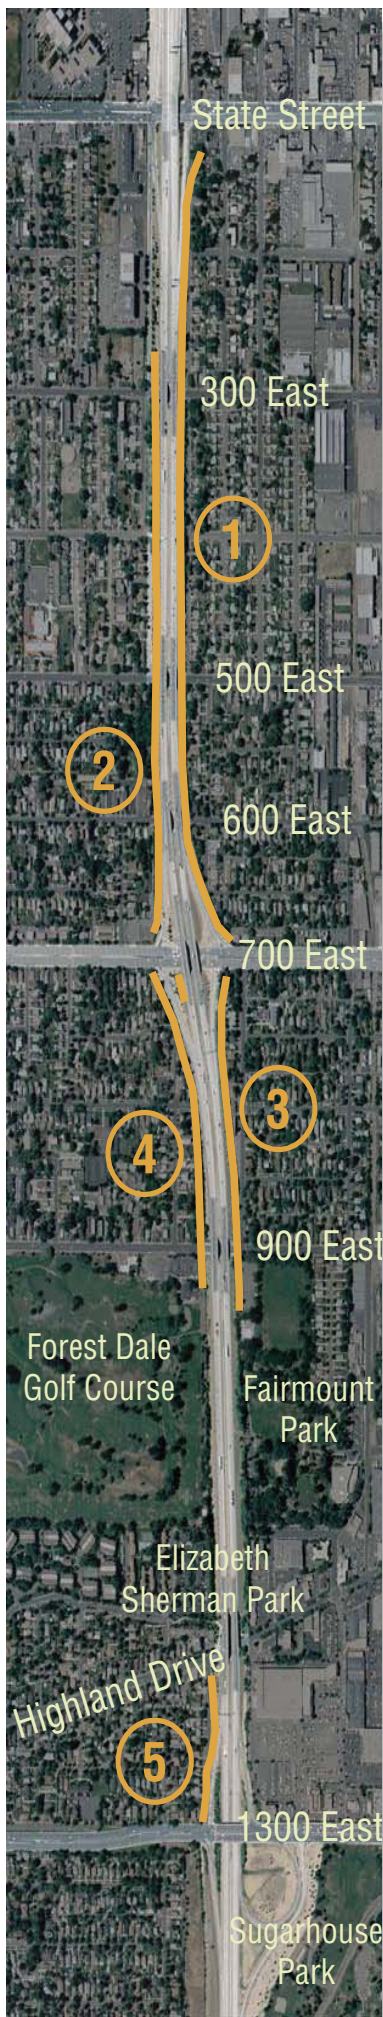 State Street
300 East
1
500 East
2
600 East
700 East
3
4
900 East
Forest Dale
Golf Course
Fairmount
Park
Elizabeth
Sherman Park
Highland Drive
5
1300 East
Sugarhouse
Park